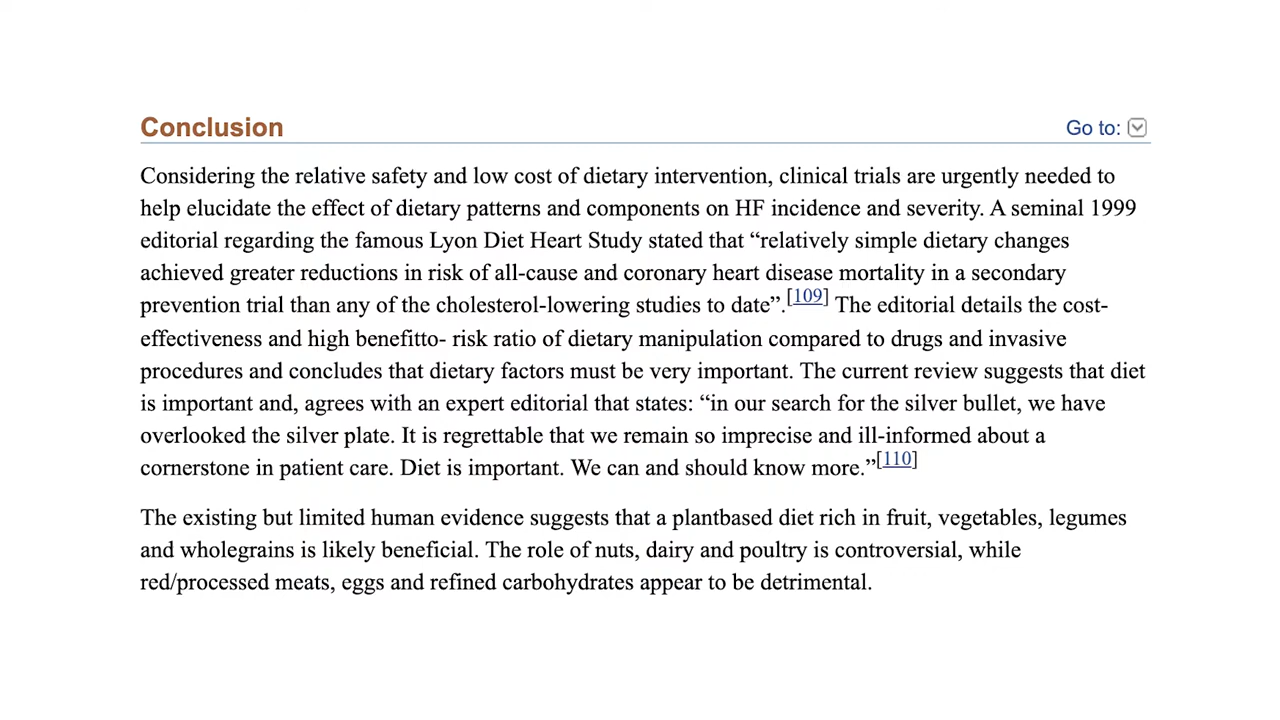 Conclusion
Go to:
Considering the relative safety and low cost of dietary intervention, clinical trials are urgently needed to
help elucidate the effect of dietary patterns and components on HF incidence and severity. A seminal 1999
editorial regarding the famous Lyon Diet Heart Study stated that “relatively simple dietary changes
achieved greater reductions in risk of all-cause and coronary heart disease mortality in a secondary
prevention trial than any of the cholesterol-lowering studies to date”.[109] The editorial details the cost-
effectiveness and high benefitto- risk ratio of dietary manipulation compared to drugs and invasive
procedures and concludes that dietary factors must be very important. The current review suggests that diet
is important and, agrees with an expert editorial that states: “in our search for the silver bullet, we have
overlooked the silver plate. It is regrettable that we remain so imprecise and ill-informed about a
cornerstone in patient care. Diet is important. We can and should know more.”[110]
The existing but limited human evidence suggests that a plantbased diet rich in fruit, vegetables, legumes
and wholegrains is likely beneficial. The role of nuts, dairy and poultry is controversial, while
red/processed meats, eggs and refined carbohydrates appear to be detrimental.